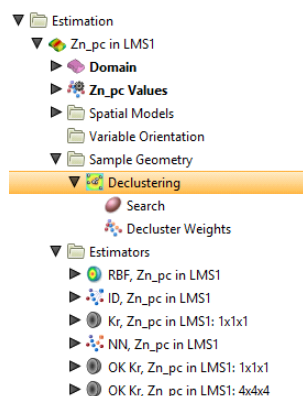 Estimation
Zn_pc in LMS1
Domain
Zn_pc Values
Spatial Models
Variable Orientation
Sample Geometry
Declustering
Search
Decluster Weights
Estimators
RBF, Zn_pc in LMS1
ID, Zn_pc in LMS1
Kr, Zn_pc in LMS1: 1x1x1
NN, Zn_pc in LMS1
OK Kr, Zn_pc in LMS1: 1x1x1
OK Kr, Zn_pc in LMS1: 4x4x4